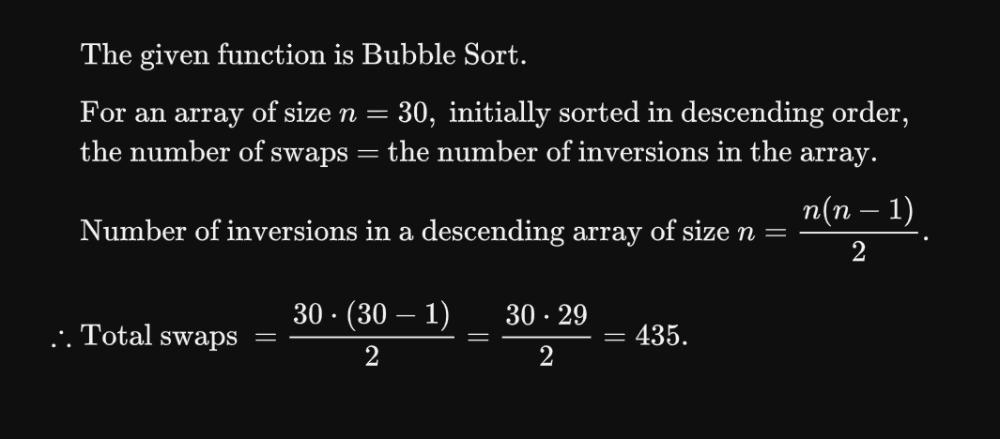 The given function is Bubble Sort.
For an array of size n = 30, initially sorted in descending order,
the number of swaps = the number of inversions in the array.
Number of inversions in a descending array of size n = n(n − 1)/2.
∴ Total swaps = 30 · (30 − 1)/2 = 30 · 29/2 = 435.